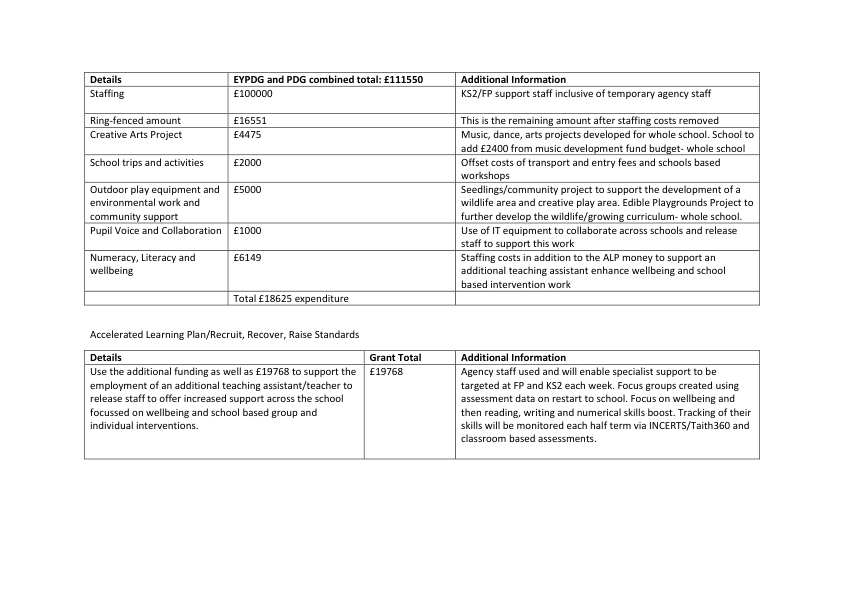 Details EYPDG and PDG combined total: £111550 Additional Information
Staffing £100000 KS2/FP support staff inclusive of temporary agency staff
Ring-fenced amount £16551 This is the remaining amount after staffing costs removed
Creative Arts Project £4475 Music, dance, arts projects developed for whole school. School to
add £2400 from music development fund budget- whole school
School trips and activities £2000 Offset costs of transport and entry fees and schools based
workshops
Outdoor play equipment and £5000 Seedlings/community project to support the development of a
environmental work and wildlife area and creative play area. Edible Playgrounds Project to
community support further develop the wildlife/growing curriculum- whole school.
Pupil Voice and Collaboration £1000 Use of IT equipment to collaborate across schools and release
staff to support this work
Numeracy, Literacy and £6149 Staffing costs in addition to the ALP money to support an
wellbeing additional teaching assistant enhance wellbeing and school
based intervention work
Total £18625 expenditure
Accelerated Learning Plan/Recruit, Recover, Raise Standards
Details Grant Total Additional Information
Use the additional funding as well as £19768 to support the £19768 Agency staff used and will enable specialist support to be
employment of an additional teaching assistant/teacher to targeted at FP and KS2 each week. Focus groups created using
release staff to offer increased support across the school assessment data on restart to school. Focus on wellbeing and
focussed on wellbeing and school based group and then reading, writing and numerical skills boost. Tracking of their
individual interventions. skills will be monitored each half term via INCERTS/Taith360 and
classroom based assessments.